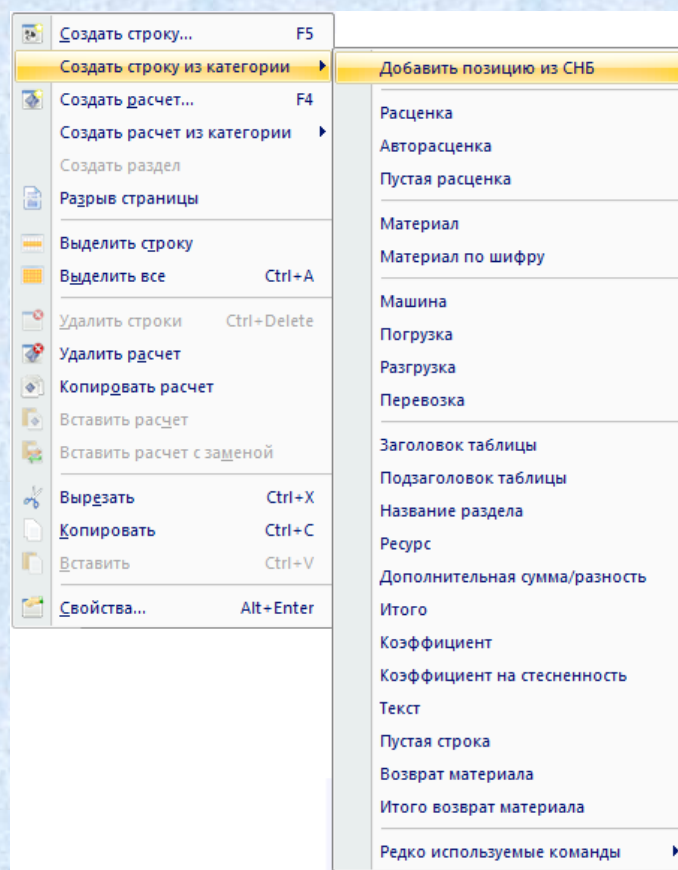 Создать строку... F5
Создать строку из категории
Создать расчет... F4
Создать расчет из категории
Создать раздел
Разрыв страницы
Выделить строку
Выделить все Ctrl+A
Удалить строки Ctrl+Delete
Удалить расчет
Копировать расчет
Вставить расчет
Вставить расчет с заменой
Вырезать Ctrl+X
Копировать Ctrl+C
Вставить Ctrl+V
Свойства... Alt+Enter
Добавить позицию из СНБ
Расценка
Авторасценка
Пустая расценка
Материал
Материал по шифру
Машина
Погрузка
Разгрузка
Перевозка
Заголовок таблицы
Подзаголовок таблицы
Название раздела
Ресурс
Дополнительная сумма/разность
Итого
Коэффициент
Коэффициент на стесненность
Текст
Пустая строка
Возврат материала
Итого возврат материала
Редко используемые команды